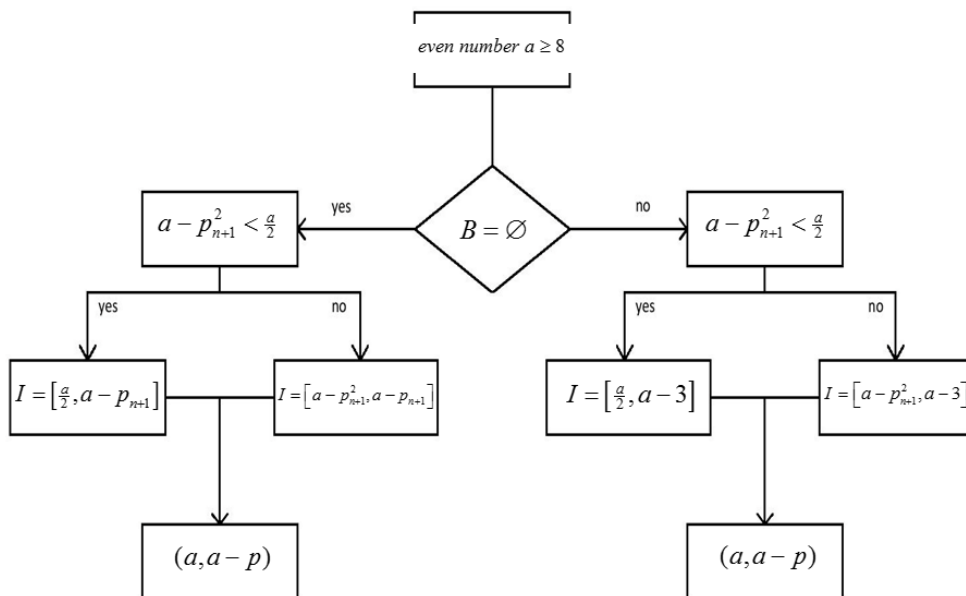 even number a ≥ 8
yes
no
a − p²ₙ₊₁ < a/2
B = ∅
a − p²ₙ₊₁ < a/2
yes
no
yes
no
I = [a/2, a − pₙ₊₁]
I = [a − p²ₙ₊₁, a − pₙ₊₁]
I = [a/2, a − 3]
I = [a − p²ₙ₊₁, a − 3]
(a, a − p)
(a, a − p)